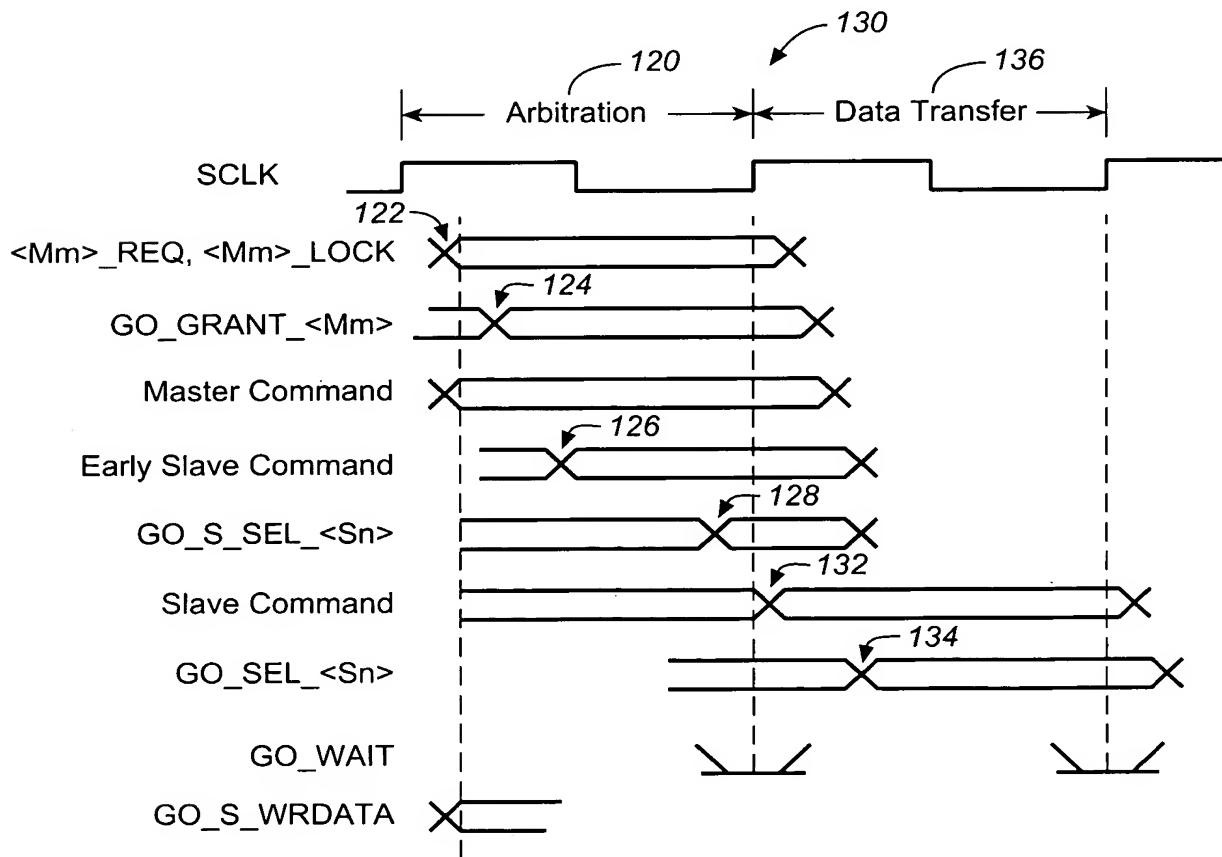 130
120
136
Arbitration
Data Transfer
SCLK
122
<Mm>_REQ, <Mm>_LOCK
124
GO_GRANT_<Mm>
Master Command
126
Early Slave Command
128
GO_S_SEL_<Sn>
132
Slave Command
134
GO_SEL_<Sn>
GO_WAIT
GO_S_WRDATA